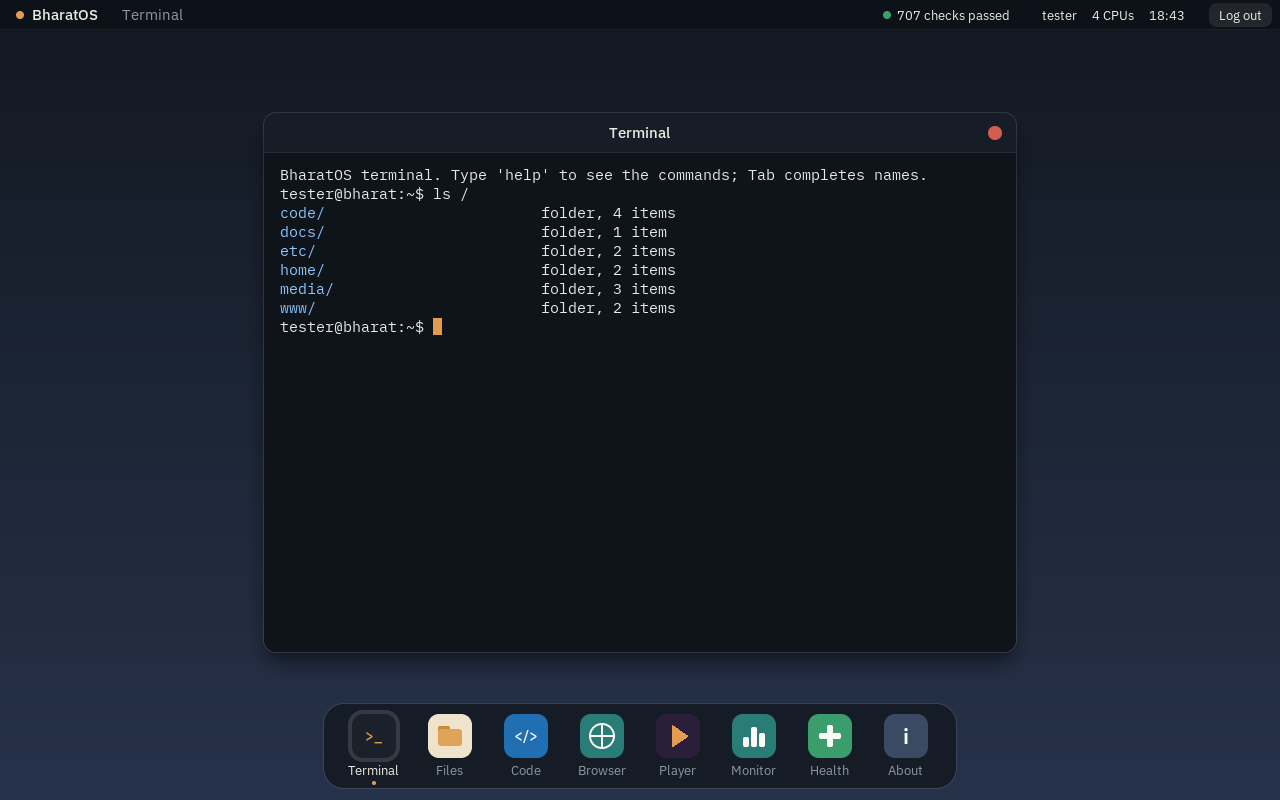 BharatOS Terminal 707 checks passed tester 4 CPUs 18:43 Log out
Terminal
BharatOS terminal. Type 'help' to see the commands; Tab completes names.
tester@bharat:~$ ls /
code/ folder, 4 items
docs/ folder, 1 item
etc/ folder, 2 items
home/ folder, 2 items
media/ folder, 3 items
www/ folder, 2 items
tester@bharat:~$
>_ </> i
Terminal Files Code Browser Player Monitor Health About